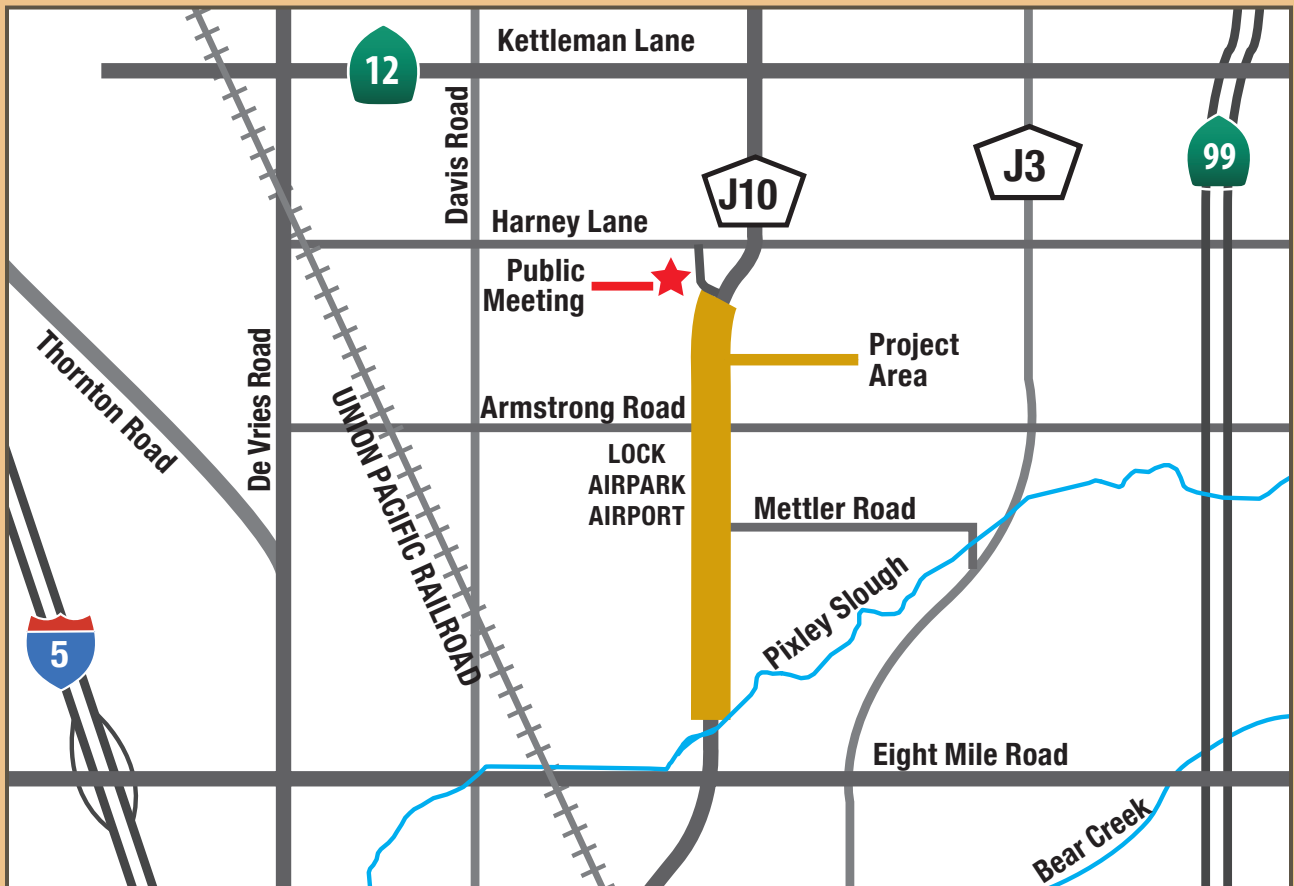 Kettleman Lane
12
Davis Road
99
J3
J10
Harney Lane
Public
Meeting
Thornton Road
De Vries Road
UNION PACIFIC RAILROAD
Project
Area
Armstrong Road
LOCK
AIRPARK
AIRPORT
Mettler Road
Pixley Slough
5
Eight Mile Road
Bear Creek